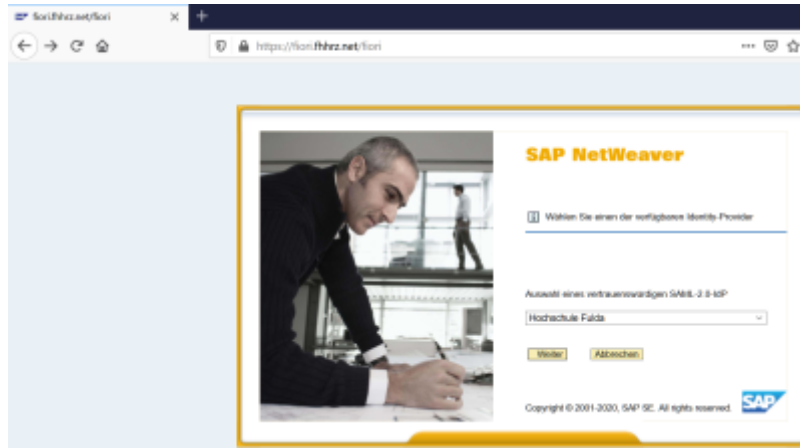 fiori.fhhrz.net/fiori
https://fiori.fhhrz.net/fiori
SAP NetWeaver
Wählen Sie einen der verfügbaren Identity-Provider
Auswahl eines vertrauenswürdigen SAML-2.0-IdP
Hochschule Fulda
Weiter Abbrechen
Copyright © 2001-2020, SAP SE. All rights reserved.
SAP